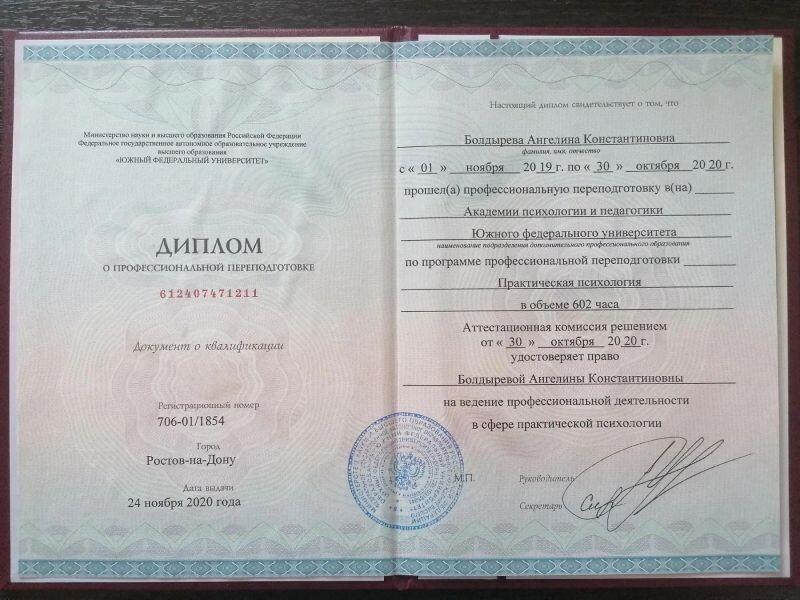 Министерство науки и высшего образования Российской Федерации
Федеральное государственное автономное образовательное учреждение
высшего образования
«ЮЖНЫЙ ФЕДЕРАЛЬНЫЙ УНИВЕРСИТЕТ»
ДИПЛОМ
О ПРОФЕССИОНАЛЬНОЙ ПЕРЕПОДГОТОВКЕ
612407471211
Документ о квалификации
Регистрационный номер
706-01/1854
Город
Ростов-на-Дону
Дата выдачи
24 ноября 2020 года
Настоящий диплом свидетельствует о том, что
Болдырева Ангелина Константиновна
фамилия, имя, отчество
с « 01 » ноября 20 19 г. по « 30 » октября 20 20 г.
прошел(а) профессиональную переподготовку в(на)
Академии психологии и педагогики
Южного федерального университета
наименование подразделения дополнительного профессионального образования
по программе профессиональной переподготовки
Практическая психология
в объеме 602 часа
Аттестационная комиссия решением
от « 30 » октября 20 20 г.
удостоверяет право
Болдыревой Ангелины Константиновны
на ведение профессиональной деятельности
в сфере практической психологии
М.П.
Руководитель
Секретарь